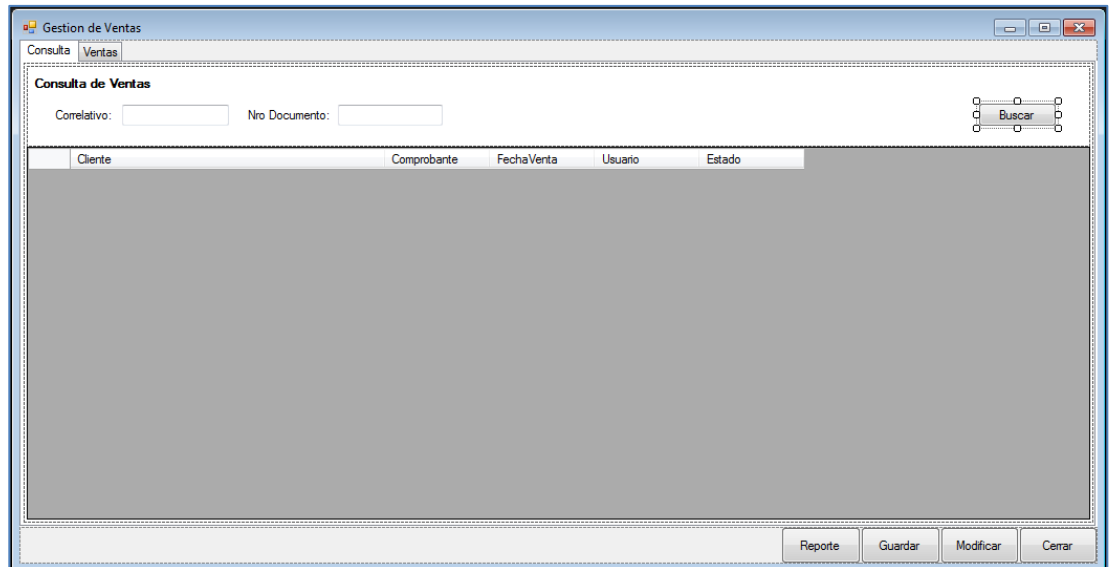 Gestion de Ventas
Consulta Ventas
Consulta de Ventas
Correlativo: Nro Documento: Buscar
Cliente Comprobante FechaVenta Usuario Estado
Reporte Guardar Modificar Cerrar